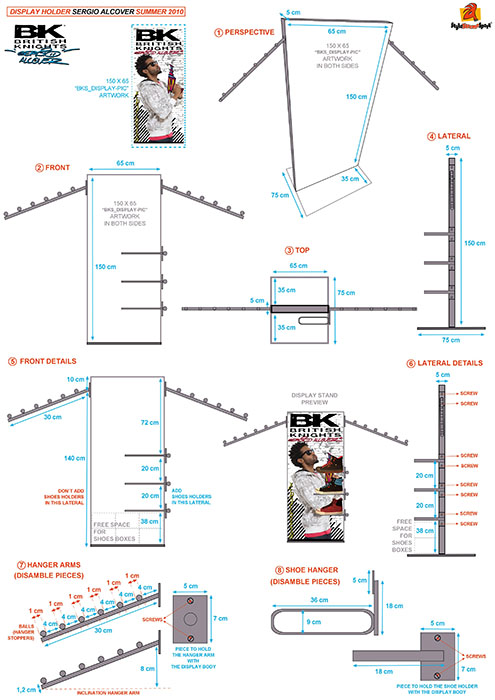 DISPLAY HOLDER SERGIO ALCOVER SUMMER 2010
BK
BRITISH
KNIGHTS
150 X 65
"BKS_DISPLAY-PIC"
ARTWORK
BK
BRITISH
KNIGHTS
1 PERSPECTIVE
5 cm
65 cm
150 X 65
"BKS_DISPLAY-PIC"
ARTWORK
IN BOTH SIDES
150 cm
35 cm
75 cm
2 FRONT
65 cm
150 X 65
"BKS_DISPLAY-PIC"
ARTWORK
IN BOTH SIDES
150 cm
3 TOP
65 cm
35 cm
5 cm
75 cm
35 cm
4 LATERAL
5 cm
150 cm
75 cm
5 FRONT DETAILS
10 cm
30 cm
72 cm
140 cm
20 cm
20 cm
38 cm
DON'T ADD
SHOES HOLDERS
IN THIS LATERAL
ADD
SHOES HOLDERS
IN THIS LATERAL
FREE SPACE
FOR
SHOES BOXES
DISPLAY STAND
PREVIEW
BK
BRITISH
KNIGHTS
6 LATERAL DETAILS
5 cm
SCREW
SCREW
SCREW
SCREW
20 cm
SCREW
SCREW
20 cm
SCREW
SCREW
FREE
SPACE
FOR
SHOES
BOXES
38 cm
7 HANGER ARMS
(DISAMBLE PIECES)
1 cm
1 cm
1 cm
1 cm
1 cm
1 cm
4 cm
4 cm
4 cm
4 cm
4 cm
4 cm
BALLS
(HANGER
STOPPERS)
30 cm
SCREWS
5 cm
7 cm
PIECE TO HOLD
THE HANGER ARM
WITH
THE DISPLAY BODY
8 cm
1,2 cm
INCLINATION HANGER ARM
8 SHOE HANGER
(DISAMBLE PIECES)
5 cm
36 cm
9 cm
18 cm
5 cm
SCREWS
7 cm
18 cm
PIECE TO HOLD THE SHOE HOLDER
WITH THE DISPLAY BODY